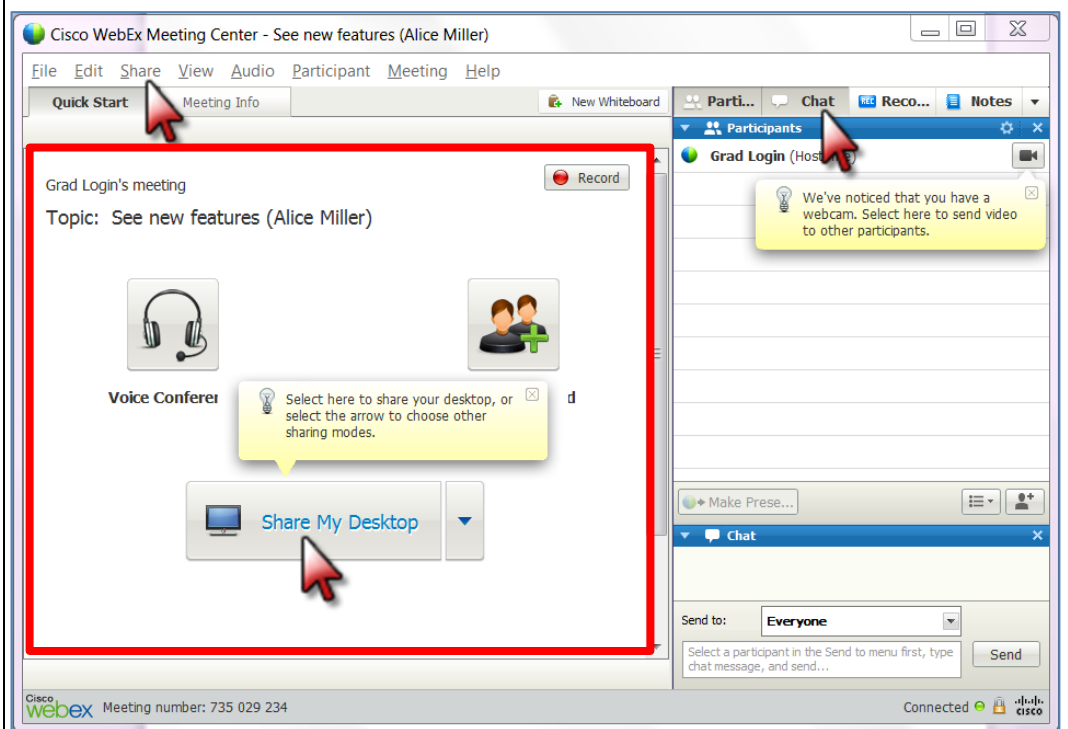 Cisco WebEx Meeting Center - See new features (Alice Miller)
File Edit Share View Audio Participant Meeting Help
Quick Start Meeting Info New Whiteboard
Parti... Chat REC Reco... Notes
Participants
Grad Login (Host,
We've noticed that you have a
webcam. Select here to send video
to other participants.
Grad Login's meeting
Record
Topic: See new features (Alice Miller)
Voice Confere
d
Select here to share your desktop, or
select the arrow to choose other
sharing modes.
Share My Desktop
Make Prese...
Chat
Send to: Everyone
Select a participant in the Send to menu first, type
chat message, and send...
Send
Cisco
webex Meeting number: 735 029 234
Connected
CISCO